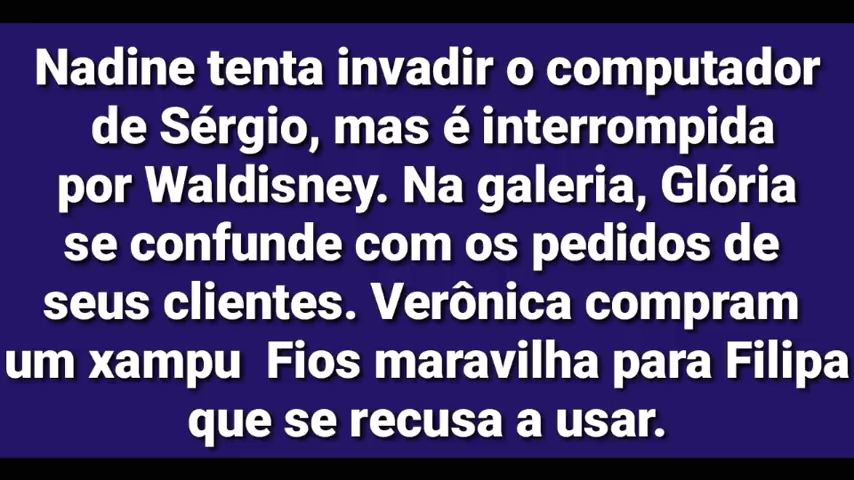 Nadine tenta invadir o computador
de Sérgio, mas é interrompida
por Waldisney. Na galeria, Glória
se confunde com os pedidos de
seus clientes. Verônica compram
um xampu  Fios maravilha para Filipa
que se recusa a usar.